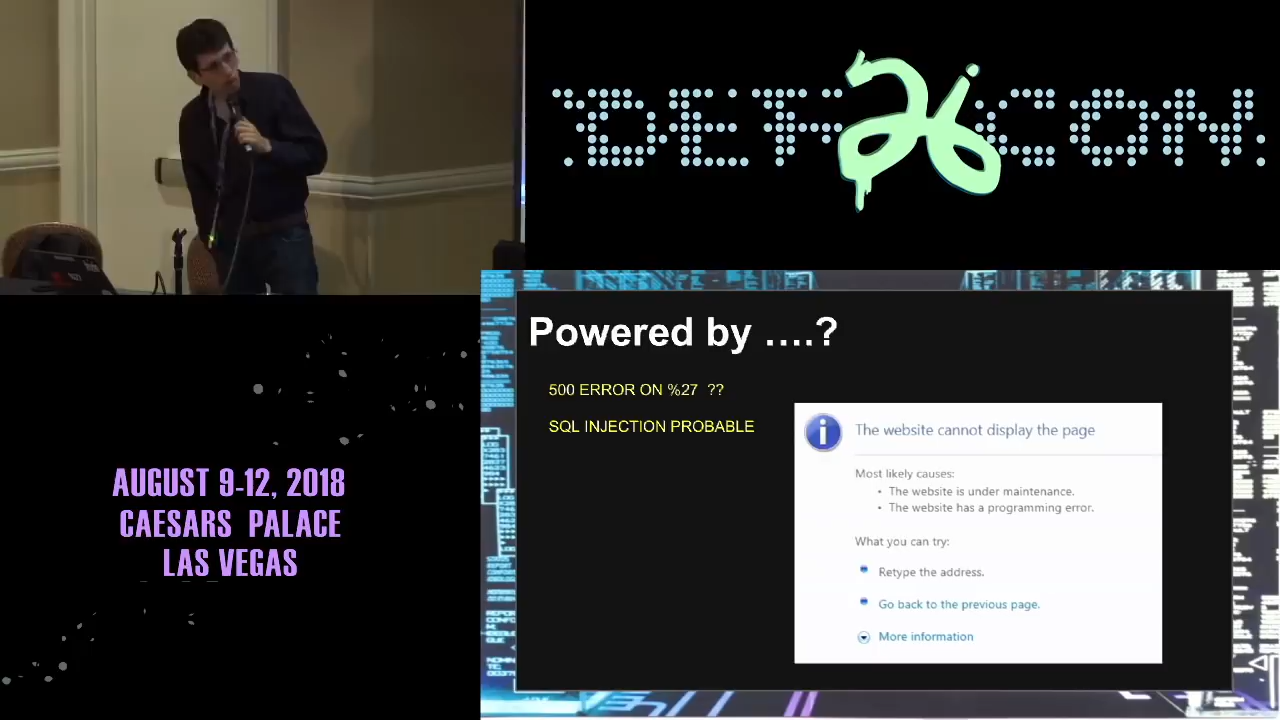 DEF 26 CON
AUGUST 9-12, 2018
CAESARS PALACE
LAS VEGAS
Powered by ....?
500 ERROR ON %27 ??
SQL INJECTION PROBABLE
The website cannot display the page
Most likely causes:
• The website is under maintenance.
• The website has a programming error.
What you can try:
Retype the address.
Go back to the previous page.
More information